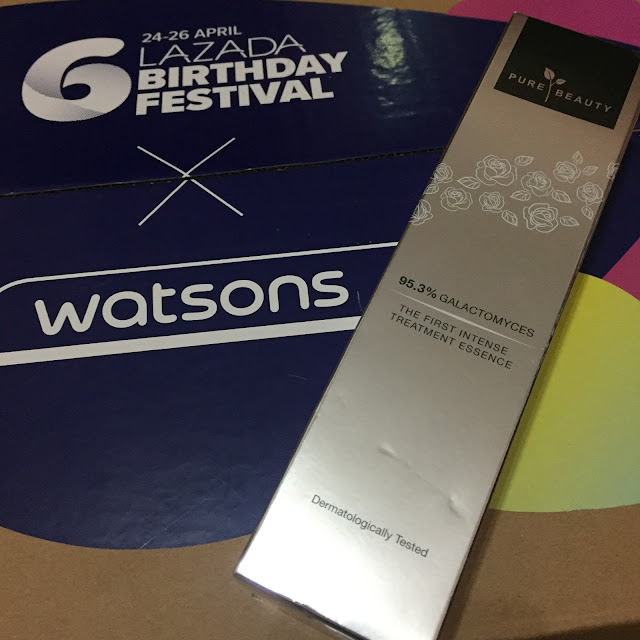 6
24-26 APRIL
LAZADA
BIRTHDAY
FESTIVAL
watsons
PURE BEAUTY
95.3% GALACTOMYCES
THE FIRST INTENSE
TREATMENT ESSENCE
Dermatologically Tested